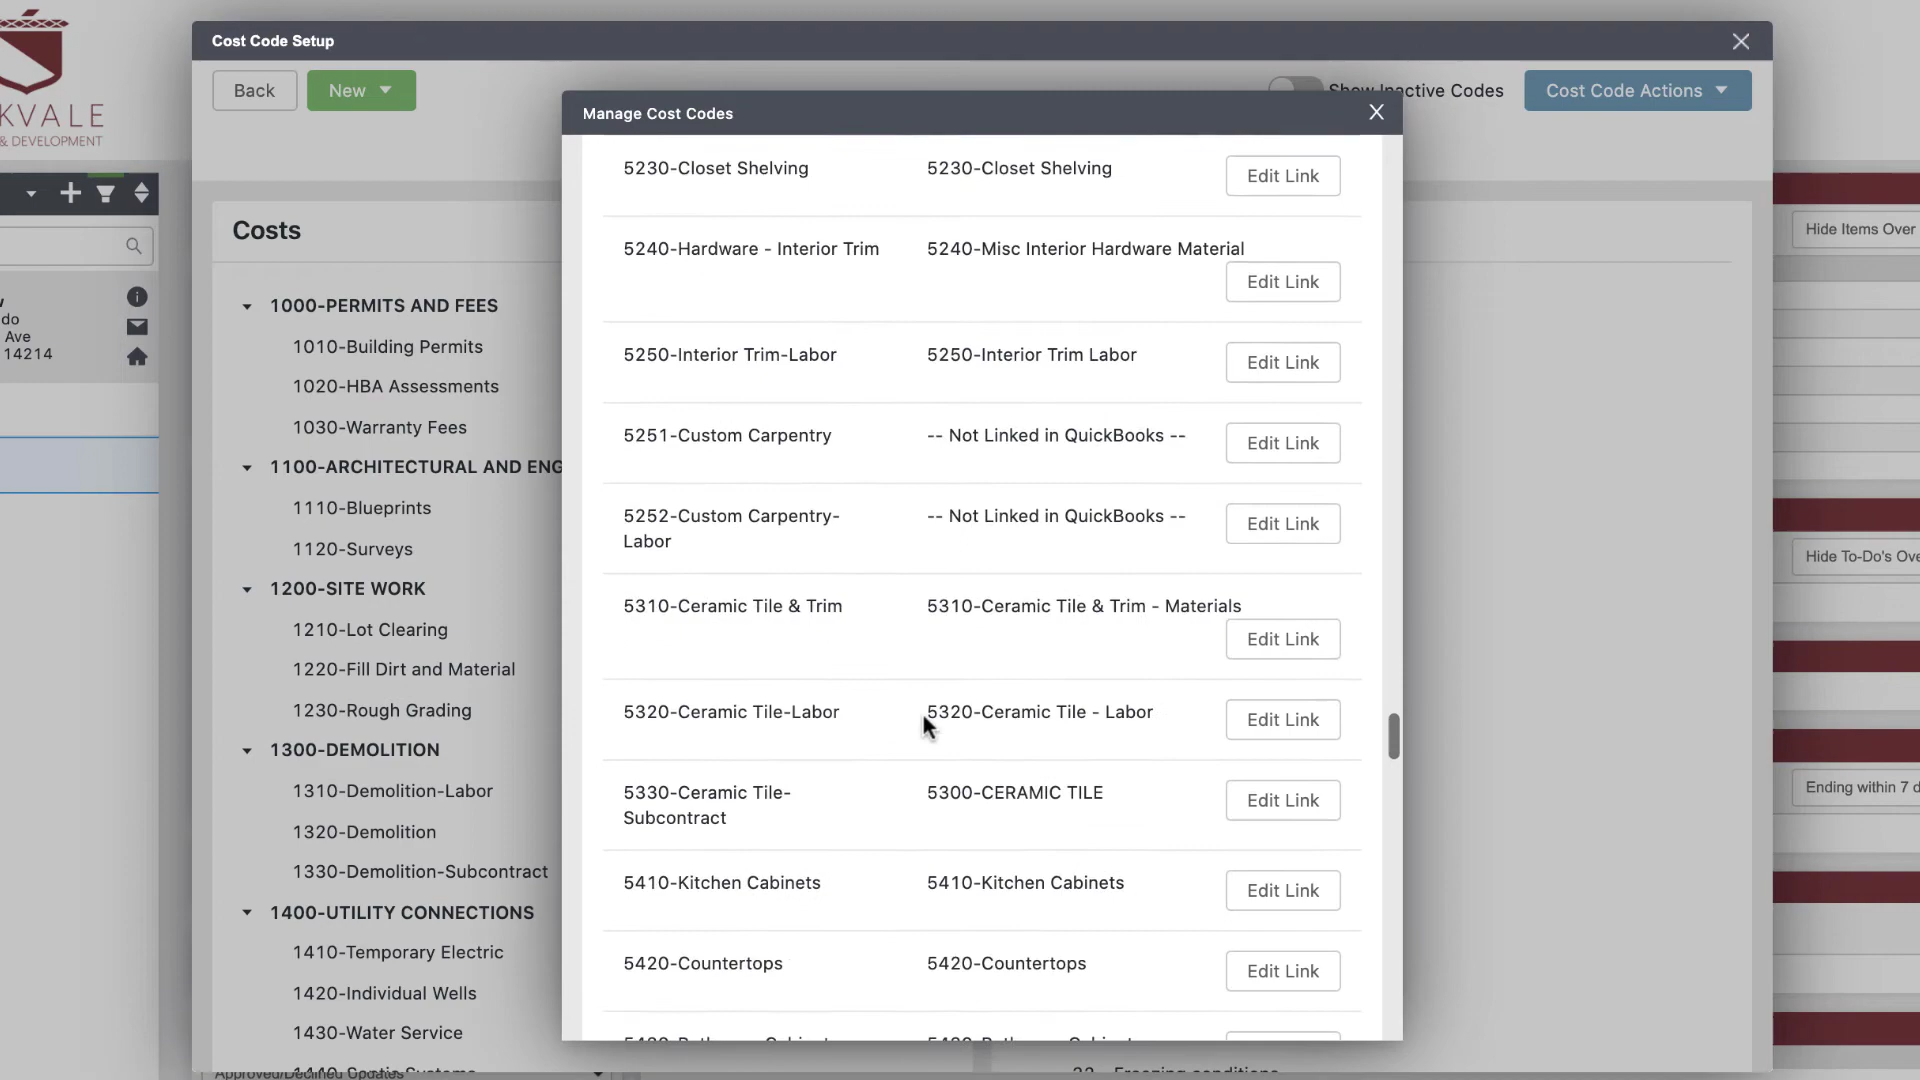 Cost Code Setup
Back
New
Show Inactive Codes
Cost Code Actions
KVALE
& DEVELOPMENT
do
Ave
14214
Costs
1000-PERMITS AND FEES
1010-Building Permits
1020-HBA Assessments
1030-Warranty Fees
1100-ARCHITECTURAL AND ENG
1110-Blueprints
1120-Surveys
1200-SITE WORK
1210-Lot Clearing
1220-Fill Dirt and Material
1230-Rough Grading
1300-DEMOLITION
1310-Demolition-Labor
1320-Demolition
1330-Demolition-Subcontract
1400-UTILITY CONNECTIONS
1410-Temporary Electric
1420-Individual Wells
1430-Water Service
Approved/Declined Updates
Manage Cost Codes
5230-Closet Shelving 5230-Closet Shelving Edit Link
5240-Hardware - Interior Trim 5240-Misc Interior Hardware Material
Edit Link
5250-Interior Trim-Labor 5250-Interior Trim Labor Edit Link
5251-Custom Carpentry -- Not Linked in QuickBooks -- Edit Link
5252-Custom Carpentry- -- Not Linked in QuickBooks -- Edit Link
Labor
5310-Ceramic Tile & Trim 5310-Ceramic Tile & Trim - Materials
Edit Link
5320-Ceramic Tile-Labor 5320-Ceramic Tile - Labor Edit Link
5330-Ceramic Tile- 5300-CERAMIC TILE Edit Link
Subcontract
5410-Kitchen Cabinets 5410-Kitchen Cabinets Edit Link
5420-Countertops 5420-Countertops Edit Link
Hide Items Over
Hide To-Do's Ove
Ending within 7 d